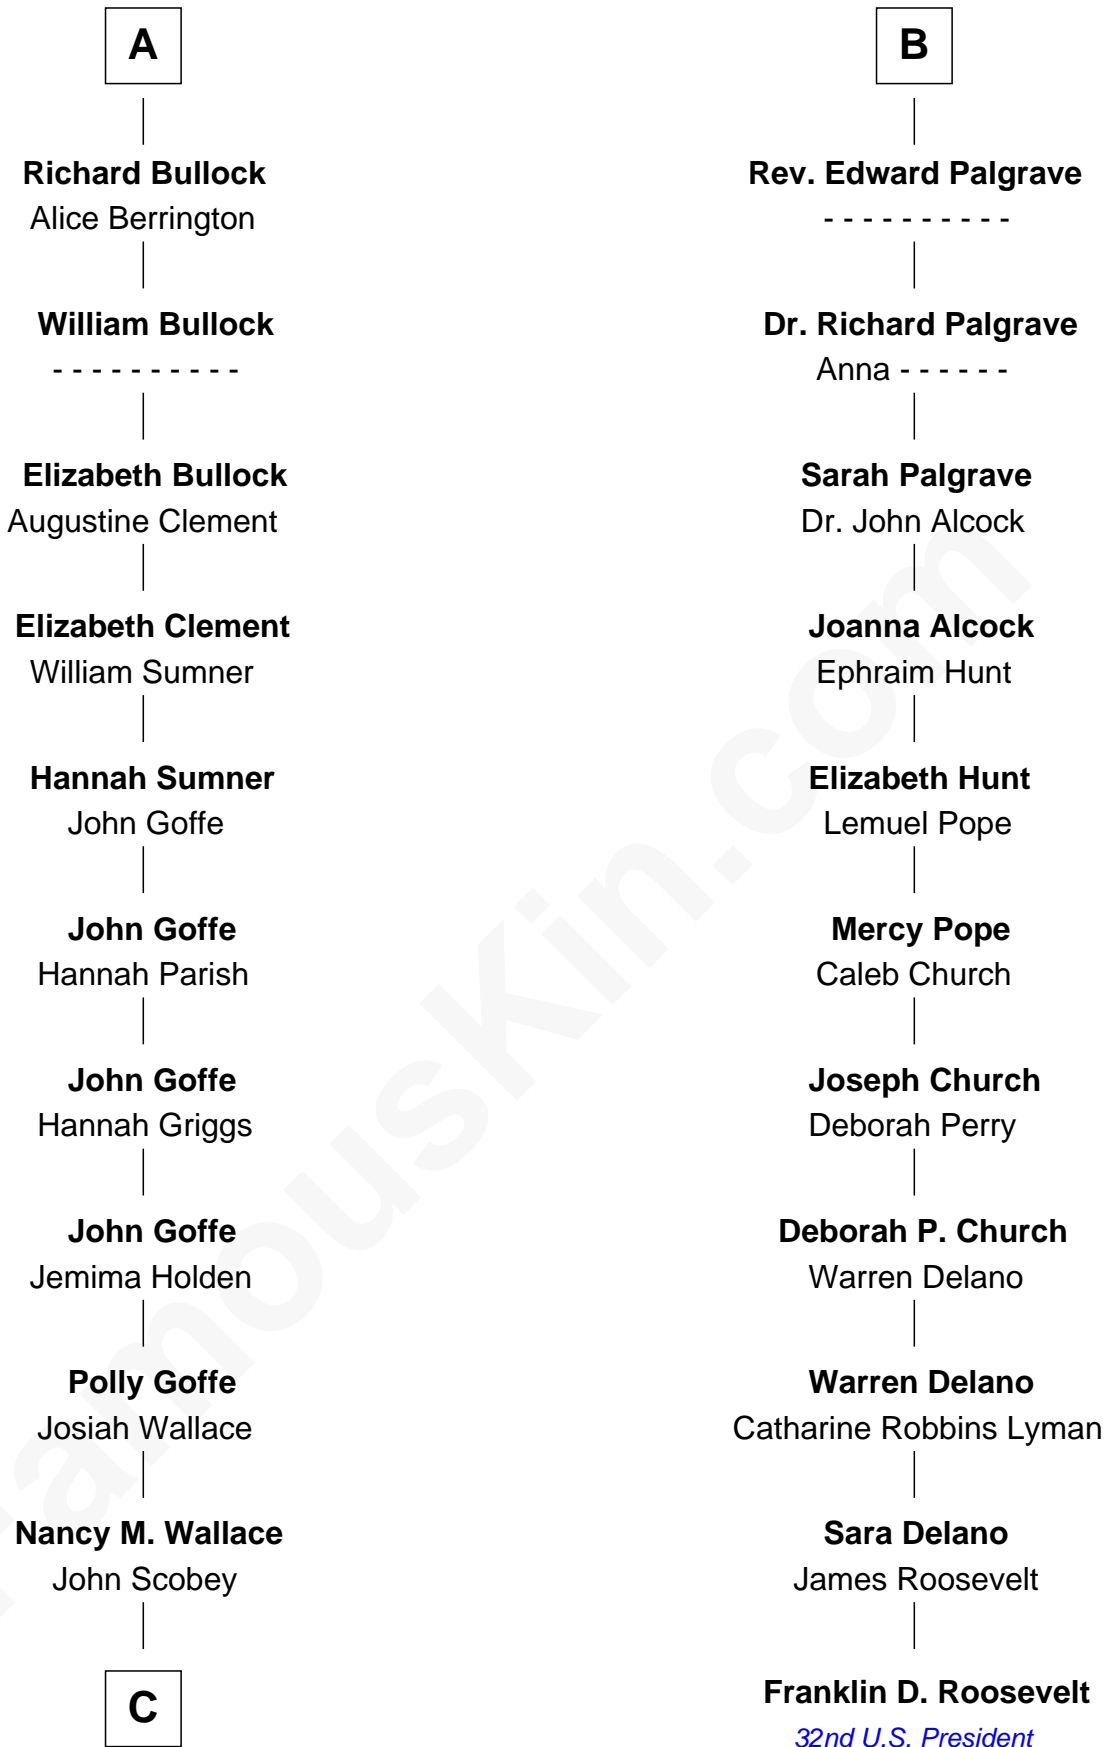 A
Richard Bullock
Alice Berrington
William Bullock
- - - - - - - - - -
Elizabeth Bullock
Augustine Clement
Elizabeth Clement
William Sumner
Hannah Sumner
John Goffe
John Goffe
Hannah Parish
John Goffe
Hannah Griggs
John Goffe
Jemima Holden
Polly Goffe
Josiah Wallace
Nancy M. Wallace
John Scobey
C
B
Rev. Edward Palgrave
- - - - - - - - - -
Dr. Richard Palgrave
Anna - - - - - -
Sarah Palgrave
Dr. John Alcock
Joanna Alcock
Ephraim Hunt
Elizabeth Hunt
Lemuel Pope
Mercy Pope
Caleb Church
Joseph Church
Deborah Perry
Deborah P. Church
Warren Delano
Warren Delano
Catharine Robbins Lyman
Sara Delano
James Roosevelt
Franklin D. Roosevelt
32nd U.S. President
FamousKin.com